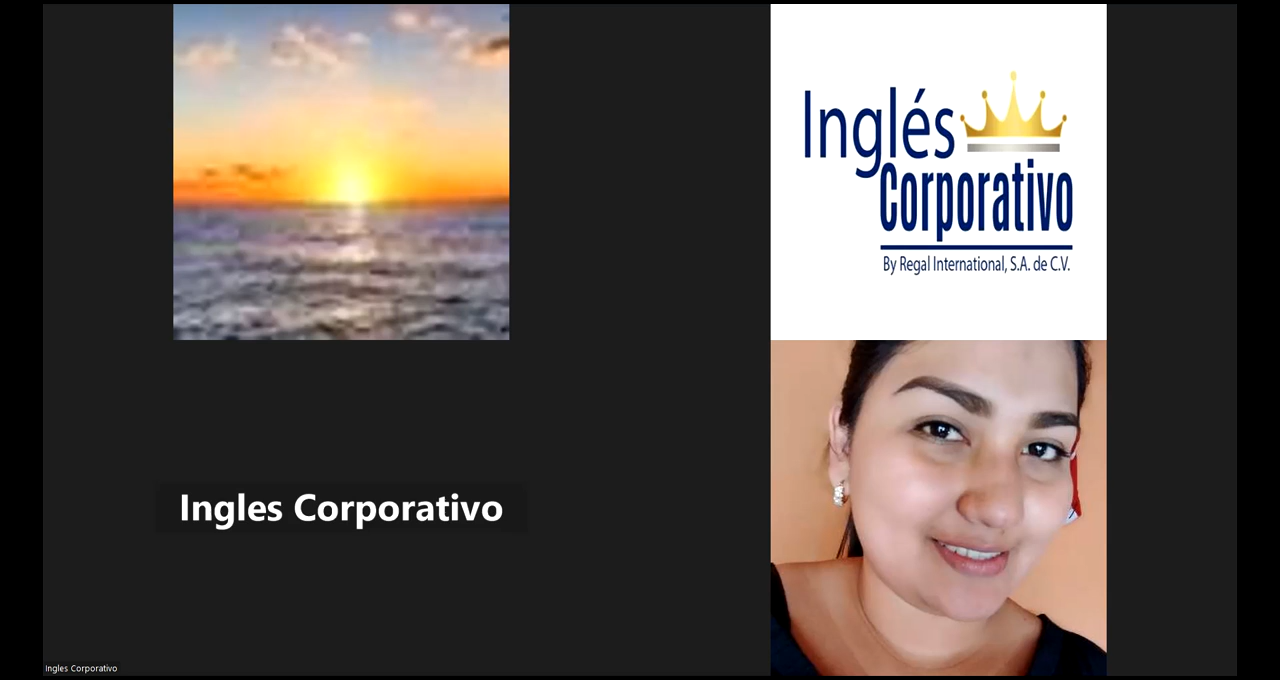 Inglés
Corporativo
By Regal International, S.A. de C.V.
Ingles Corporativo
Ingles Corporativo